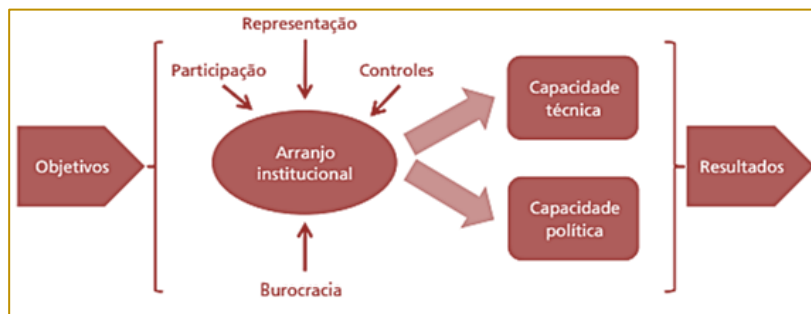 Representação
Participação
Controles
Capacidade
técnica
Objetivos
Arranjo
institucional
Resultados
Capacidade
política
Burocracia